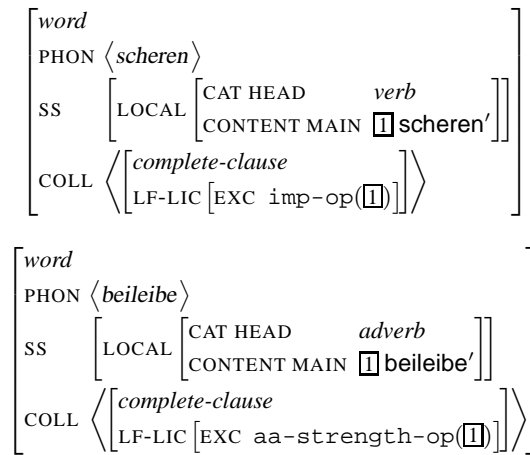 word
PHON ⟨scheren⟩
SS [LOCAL [CAT HEAD verb
CONTENT MAIN [1] scheren′]]
COLL ⟨[complete-clause
LF-LIC [EXC imp-op([1])]]⟩
word
PHON ⟨beileibe⟩
SS [LOCAL [CAT HEAD adverb
CONTENT MAIN [1] beileibe′]]
COLL ⟨[complete-clause
LF-LIC [EXC aa-strength-op([1])]]⟩